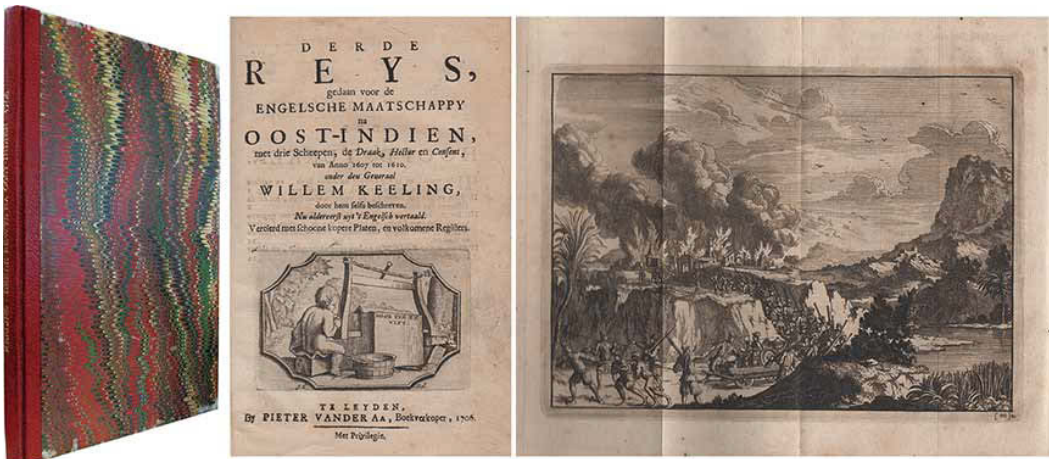 DERDE
REYS,
gedaan voor de
ENGELSCHE MAATSCHAPPY
na
OOST-INDIEN,
met drie Scheepen, de Draak, Hector en Consent,
van Anno 1607 tot 1610.
onder den Generaal
WILLEM KEELING,
door hem selfs beschreven.
Nu aldereerst uyt 't Engelsch vertaald.
Verciert met schoone kopere Platen, en volkomene Registers.
TE LEYDEN,
By PIETER VANDER AA, Boekverkoper, 1706.
Met Privilegie.